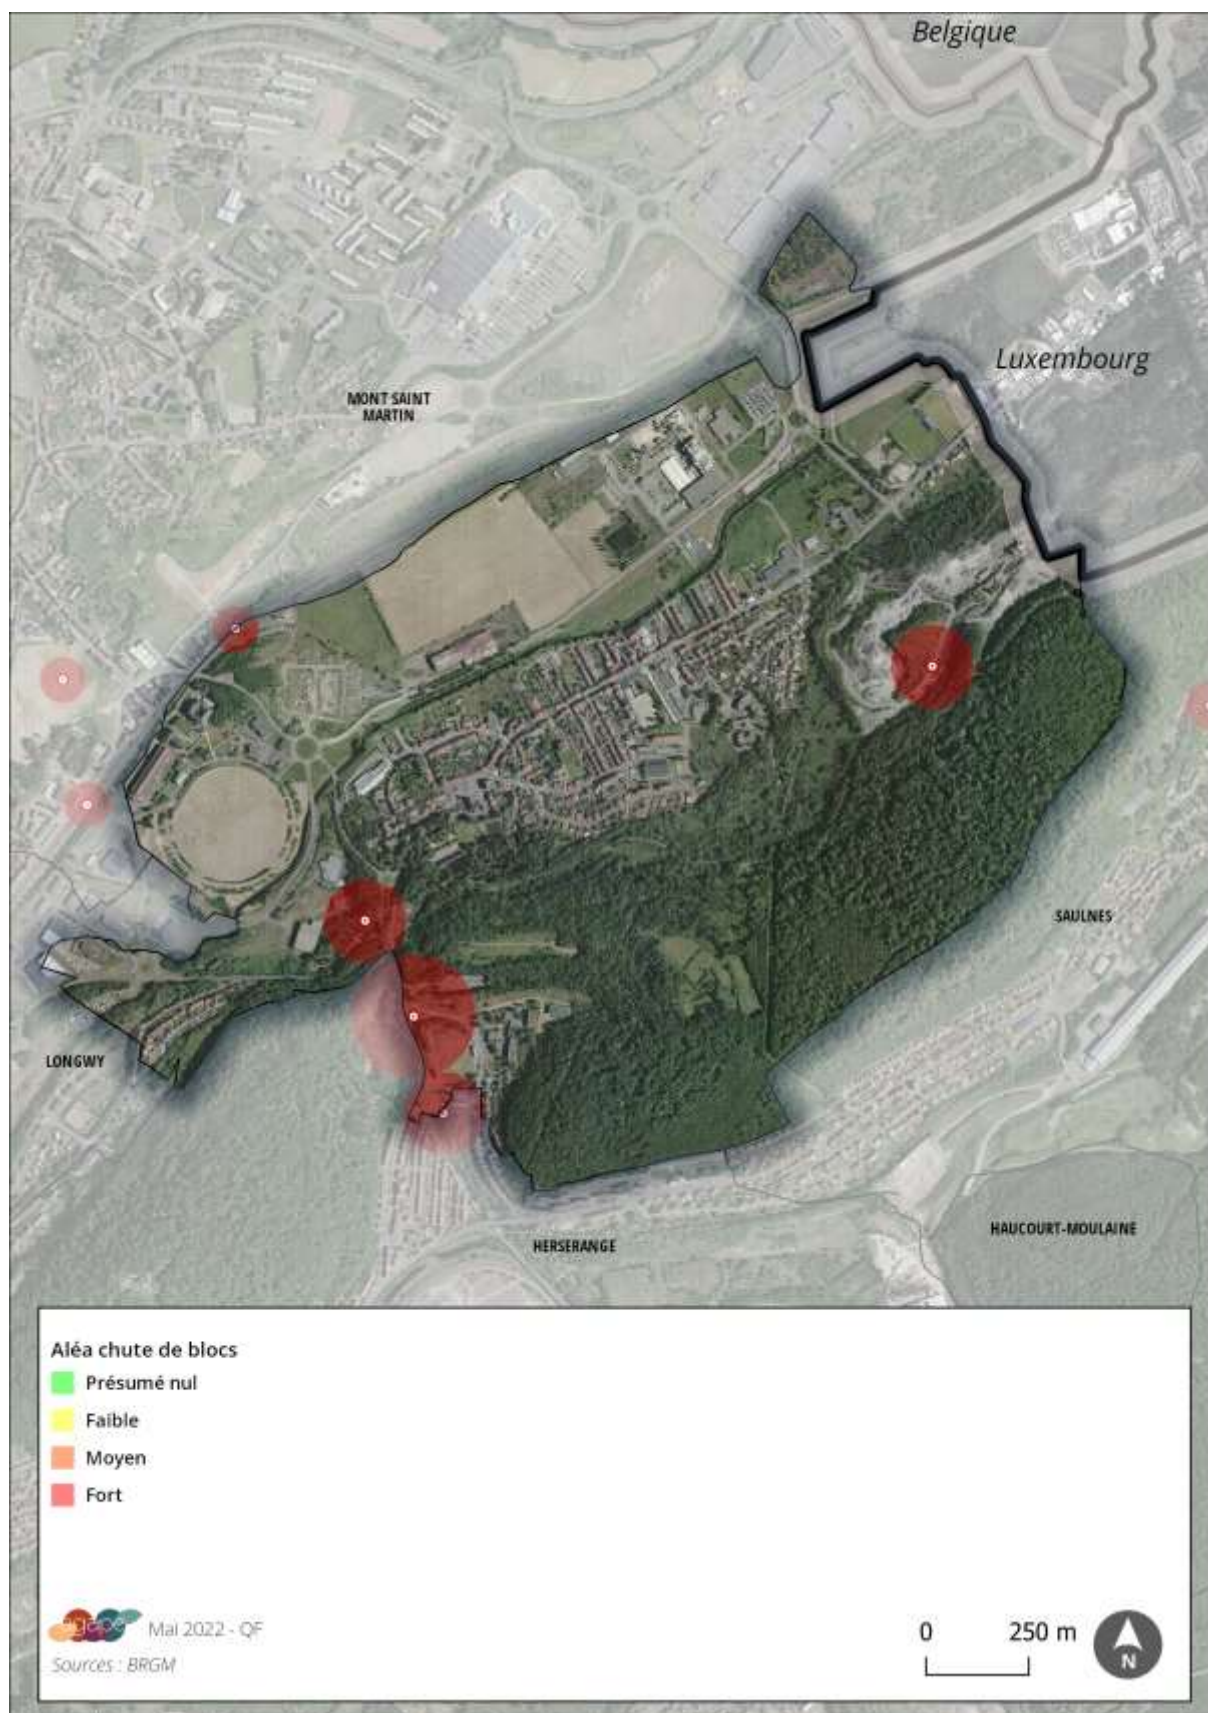 Belgique
Luxembourg
MONT SAINT
MARTIN
SAULNES
LONGWY
HAUCOURT-MOULAINE
HERSERANGE
Aléa chute de blocs
Présumé nul
Faible
Moyen
Fort
agape
Mai 2022 - QF
Sources : BRGM
0 250 m
N